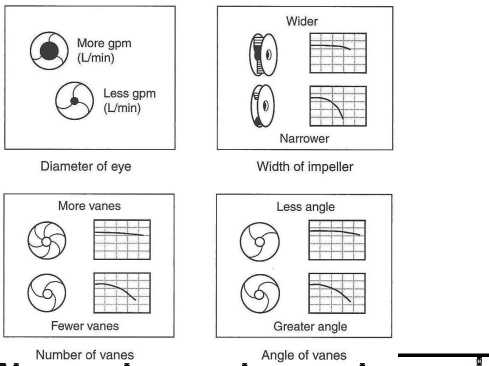 More gpm
(L/min)
Less gpm
(L/min)
Diameter of eye
Wider
Narrower
Width of impeller
More vanes
Fewer vanes
Number of vanes
Less angle
Greater angle
Angle of vanes